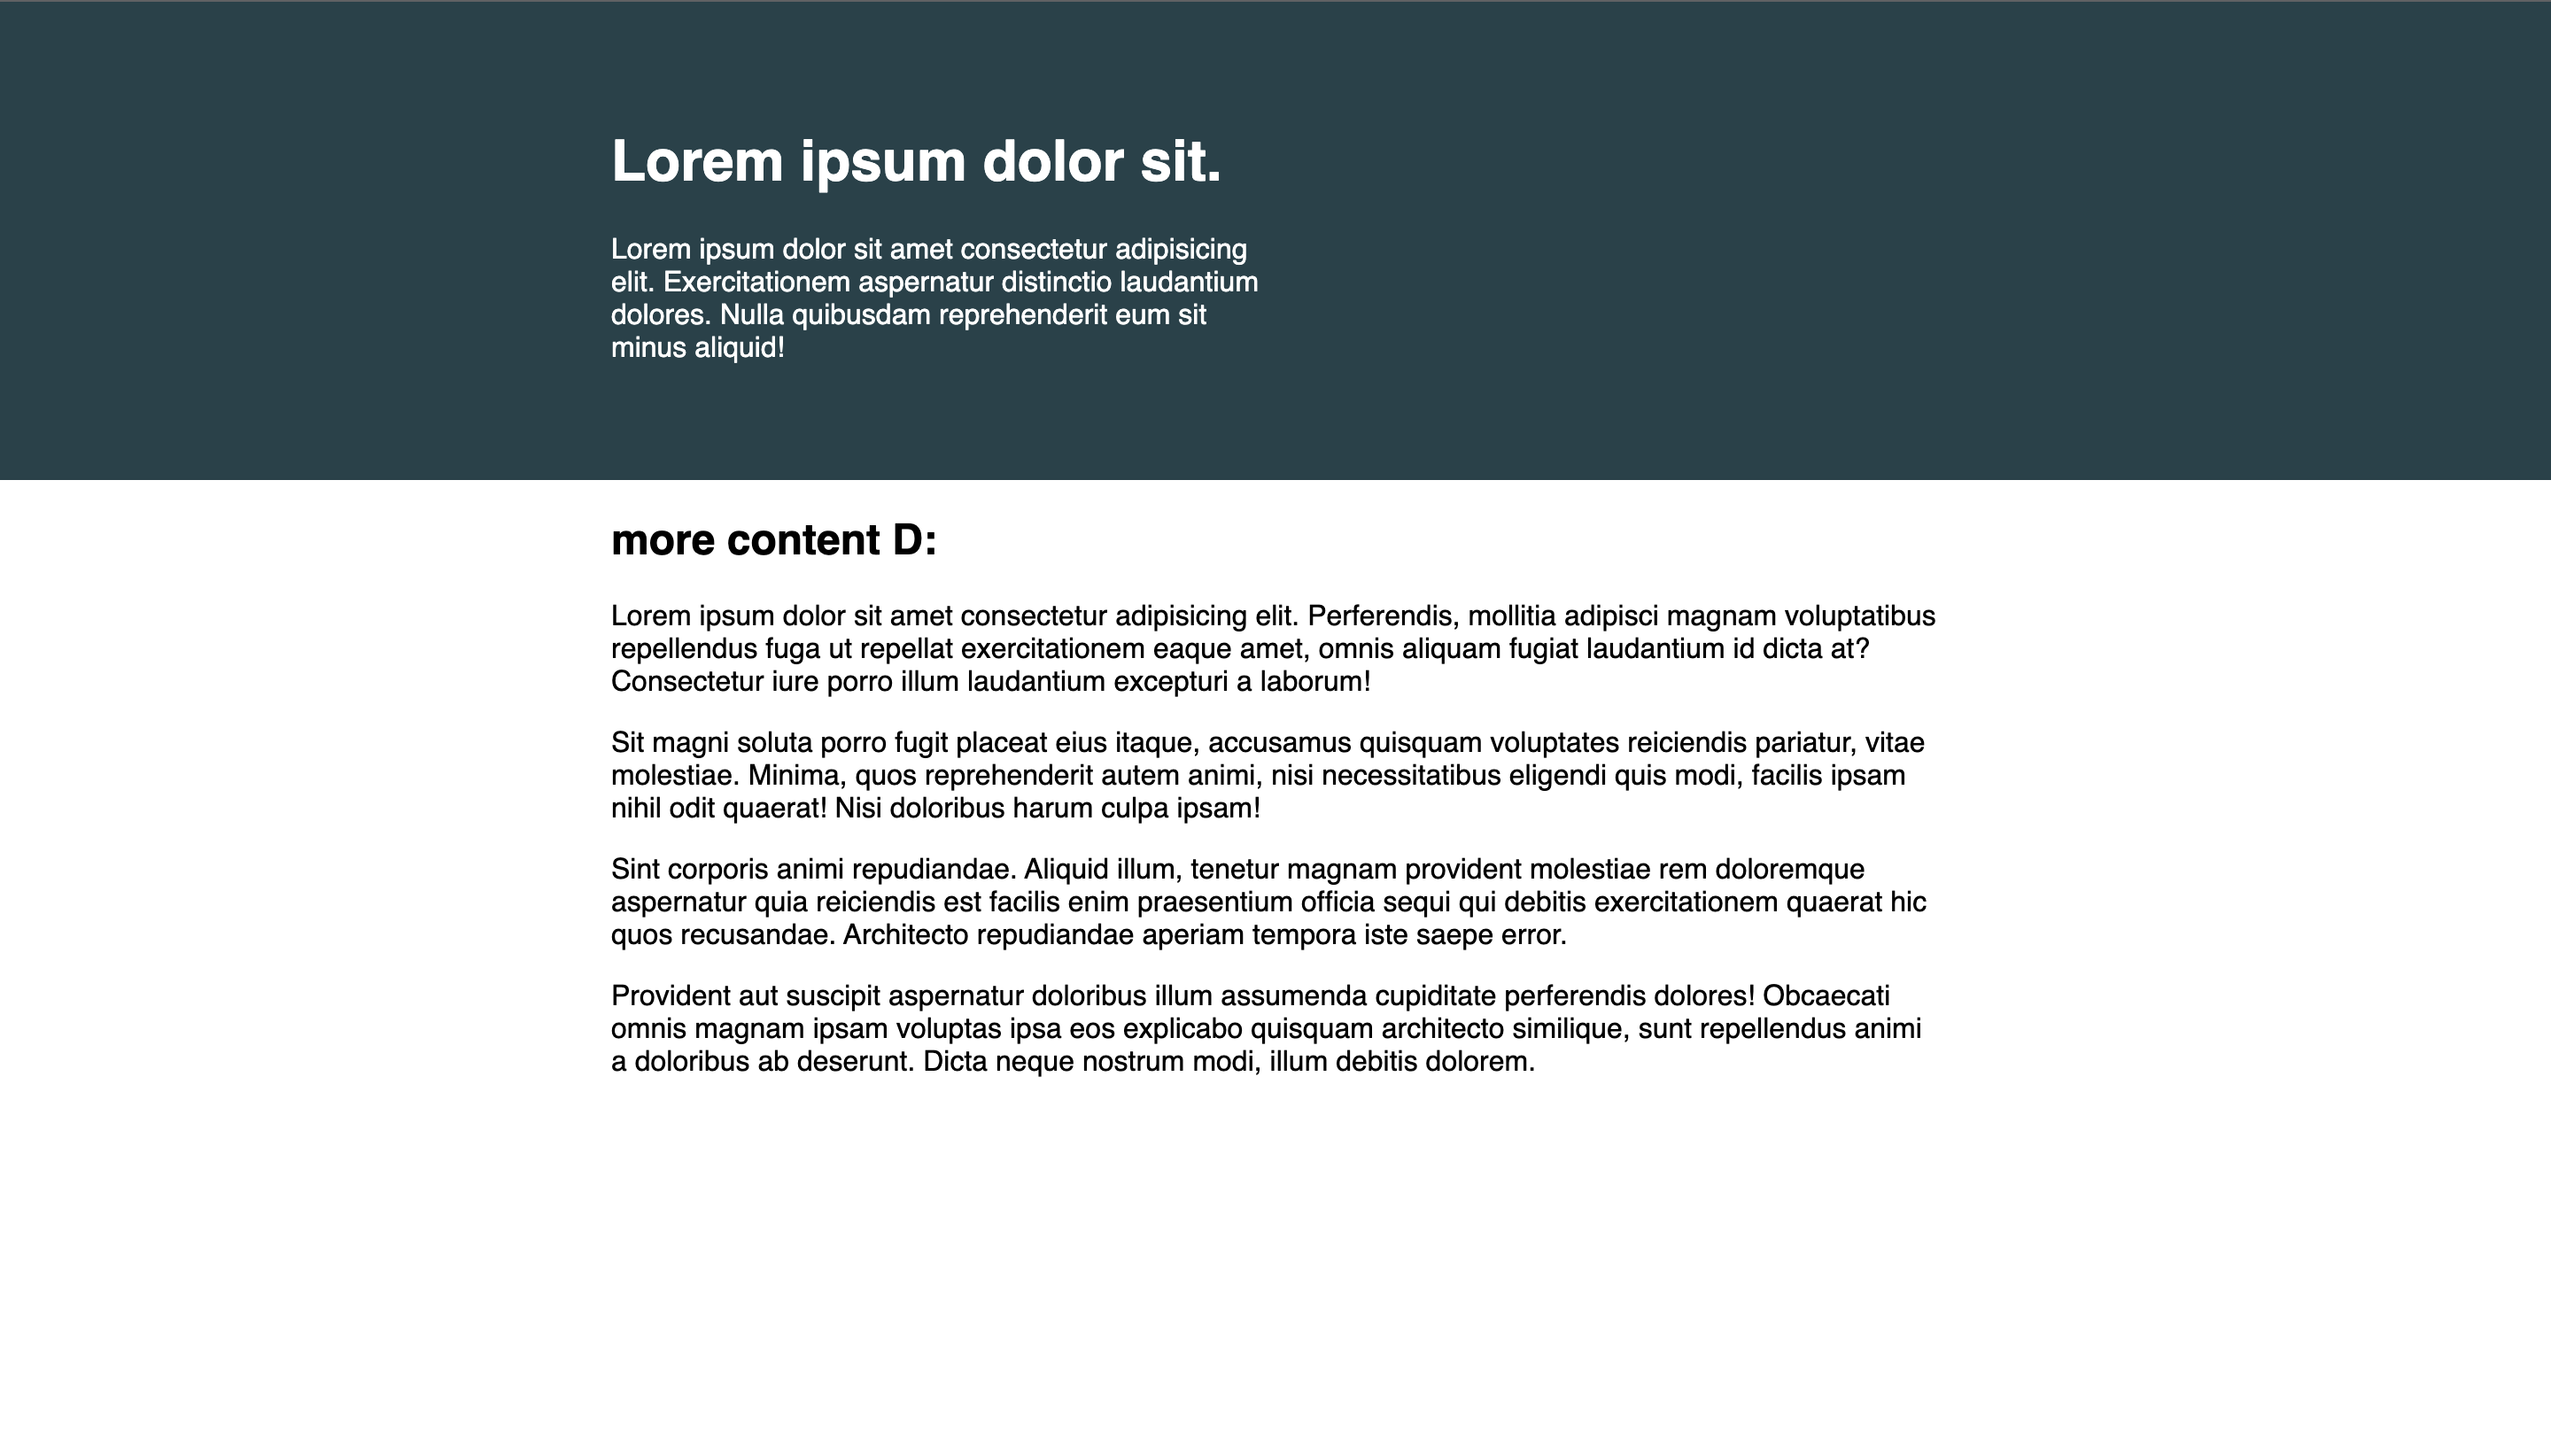 Lorem ipsum dolor sit.
Lorem ipsum dolor sit amet consectetur adipisicing
elit. Exercitationem aspernatur distinctio laudantium
dolores. Nulla quibusdam reprehenderit eum sit
minus aliquid!
more content D:
Lorem ipsum dolor sit amet consectetur adipisicing elit. Perferendis, mollitia adipisci magnam voluptatibus
repellendus fuga ut repellat exercitationem eaque amet, omnis aliquam fugiat laudantium id dicta at?
Consectetur iure porro illum laudantium excepturi a laborum!
Sit magni soluta porro fugit placeat eius itaque, accusamus quisquam voluptates reiciendis pariatur, vitae
molestiae. Minima, quos reprehenderit autem animi, nisi necessitatibus eligendi quis modi, facilis ipsam
nihil odit quaerat! Nisi doloribus harum culpa ipsam!
Sint corporis animi repudiandae. Aliquid illum, tenetur magnam provident molestiae rem doloremque
aspernatur quia reiciendis est facilis enim praesentium officia sequi qui debitis exercitationem quaerat hic
quos recusandae. Architecto repudiandae aperiam tempora iste saepe error.
Provident aut suscipit aspernatur doloribus illum assumenda cupiditate perferendis dolores! Obcaecati
omnis magnam ipsam voluptas ipsa eos explicabo quisquam architecto similique, sunt repellendus animi
a doloribus ab deserunt. Dicta neque nostrum modi, illum debitis dolorem.